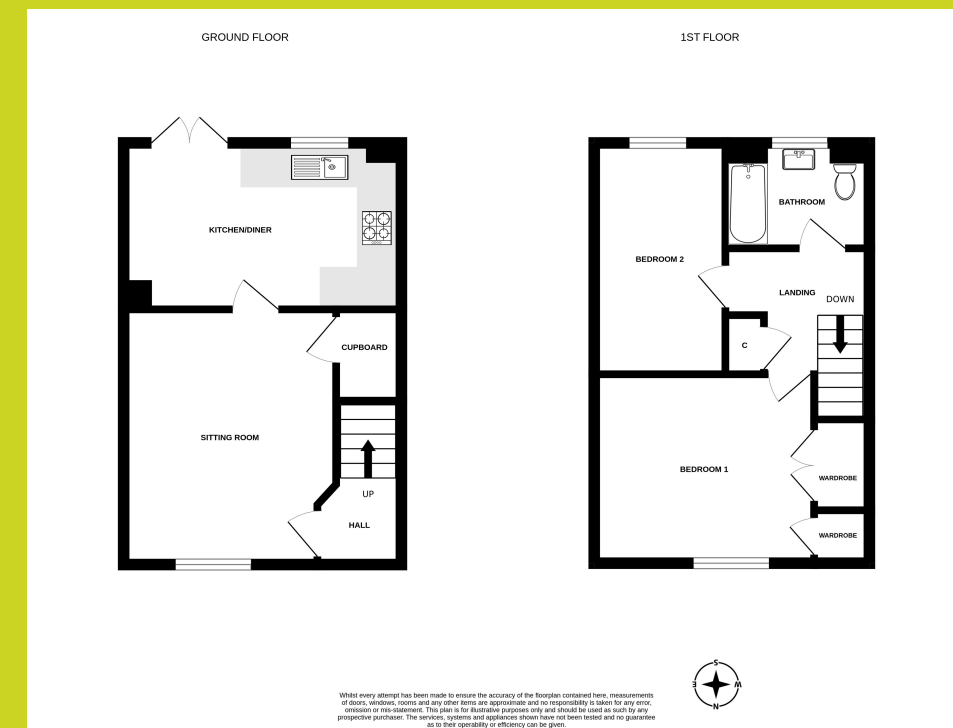 GROUND FLOOR
1ST FLOOR
KITCHEN/DINER
BATHROOM
BEDROOM 2
LANDING
DOWN
C
CUPBOARD
SITTING ROOM
UP
HALL
BEDROOM 1
WARDROBE
WARDROBE
S
E
W
N
Whilst every attempt has been made to ensure the accuracy of the floorplan contained here, measurements
of doors, windows, rooms and any other items are approximate and no responsibility is taken for any error,
omission or mis-statement. This plan is for illustrative purposes only and should be used as such by any
prospective purchaser. The services, systems and appliances shown have not been tested and no guarantee
as to their operability or efficiency can be given.